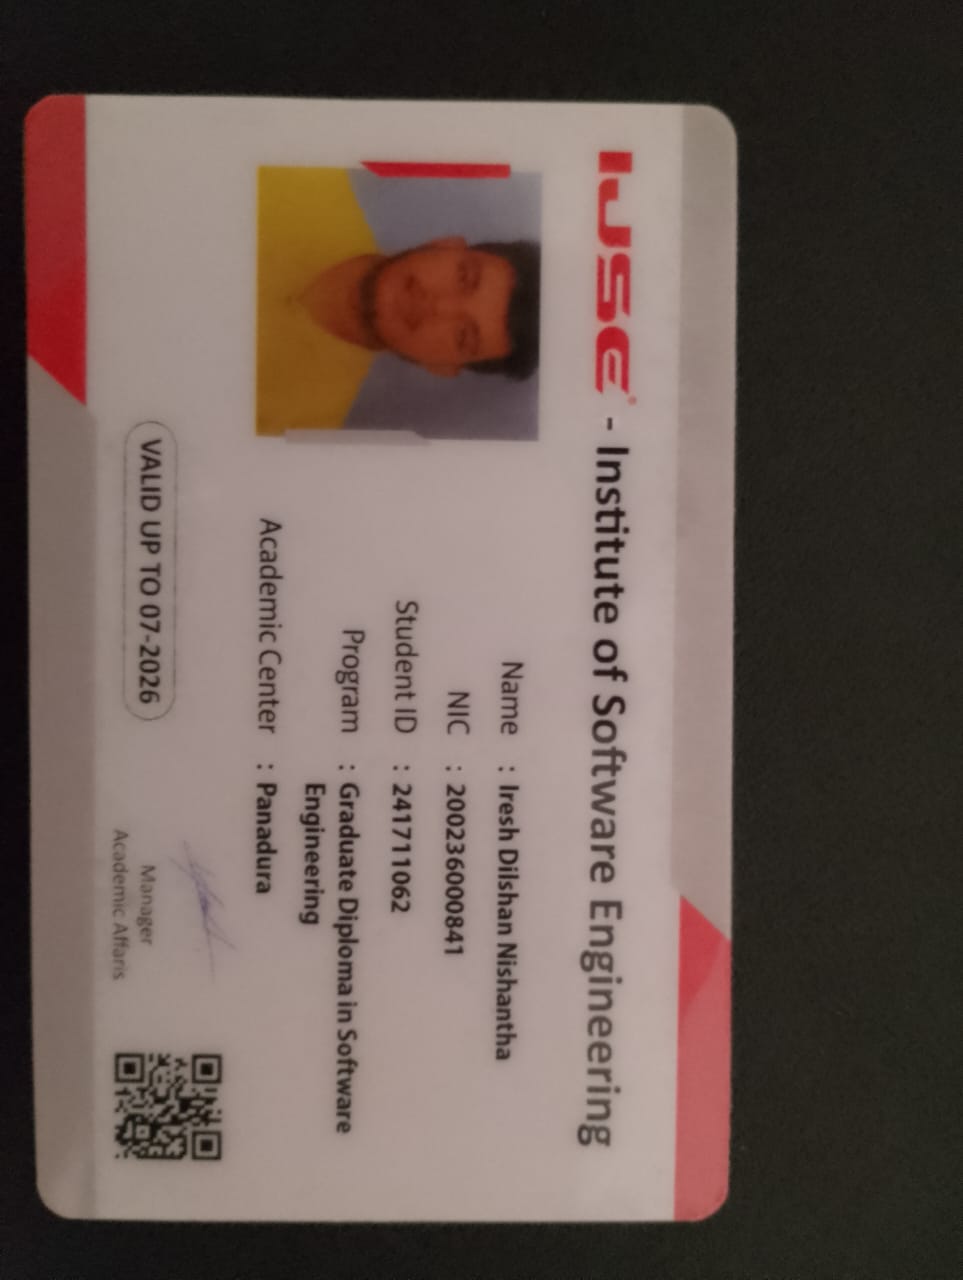 IJSE® - Institute of Software Engineering
Name : Iresh Dilshan Nishantha
NIC : 200236000841
Student ID : 241711062
Program : Graduate Diploma in Software
Engineering
Academic Center : Panadura
VALID UP TO 07-2026
Manager
Academic Affaris